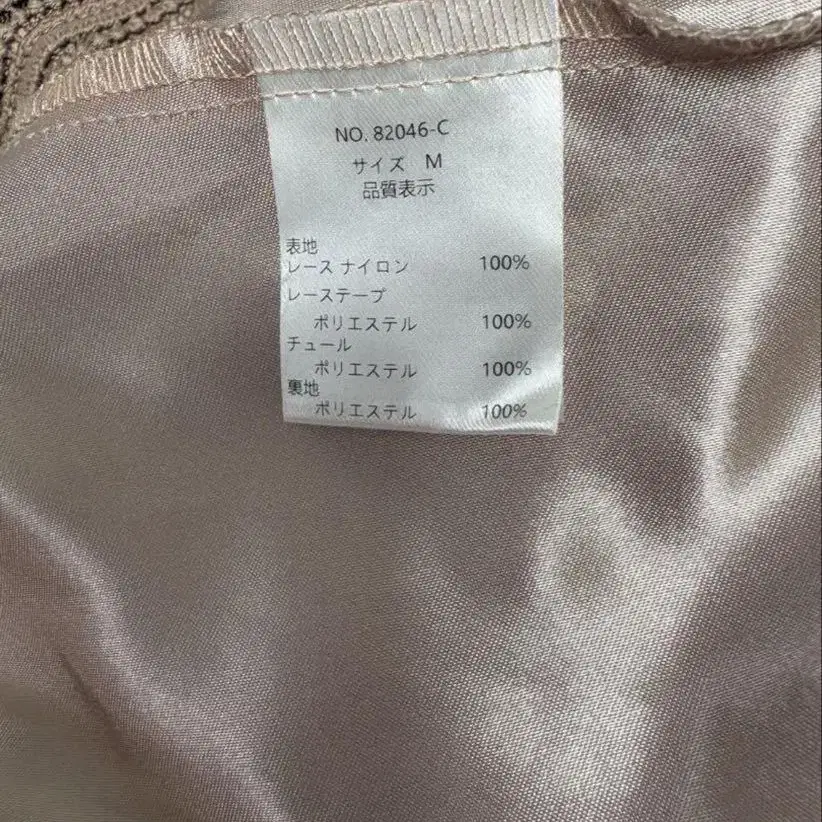 NO. 82046-C
サイズ M
品質表示
表地
レース ナイロン 100%
レーステープ
ポリエステル 100%
チュール
ポリエステル 100%
裏地
ポリエステル 100%